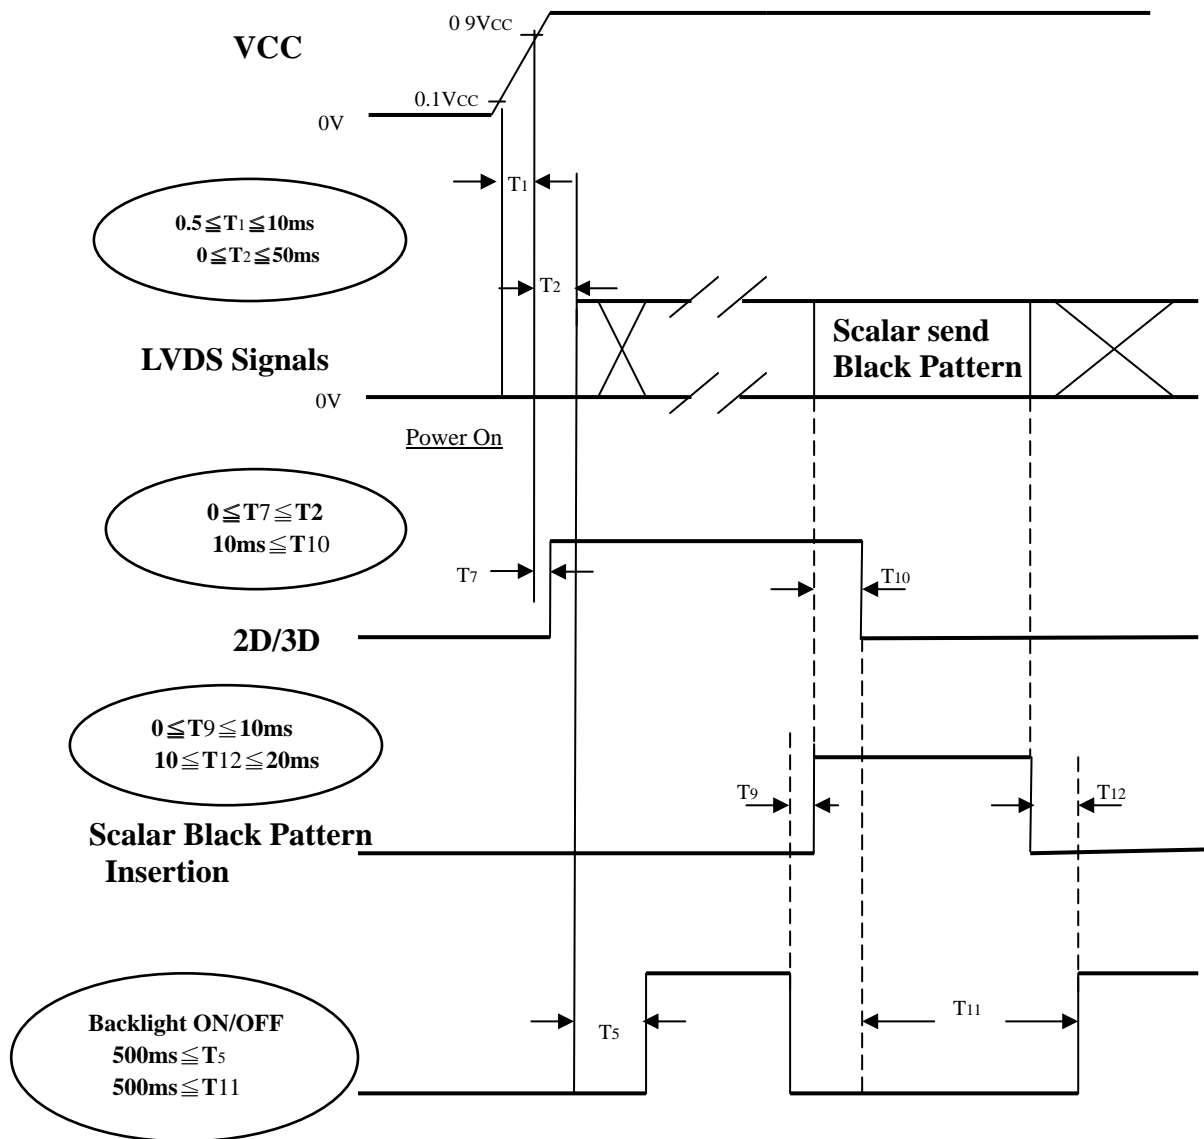 0 9VCC
VCC
0.1VCC
0V
T1
0.5≦T1≦10ms
0≦T2≦50ms
T2
Scalar send
Black Pattern
LVDS Signals
0V
Power On
0≦T7≦T2
10ms≦T10
T7
T10
2D/3D
0≦T9≦10ms
10≦T12≦20ms
T9
T12
Scalar Black Pattern
Insertion
Backlight ON/OFF
500ms≦T5
500ms≦T11
T5
T11